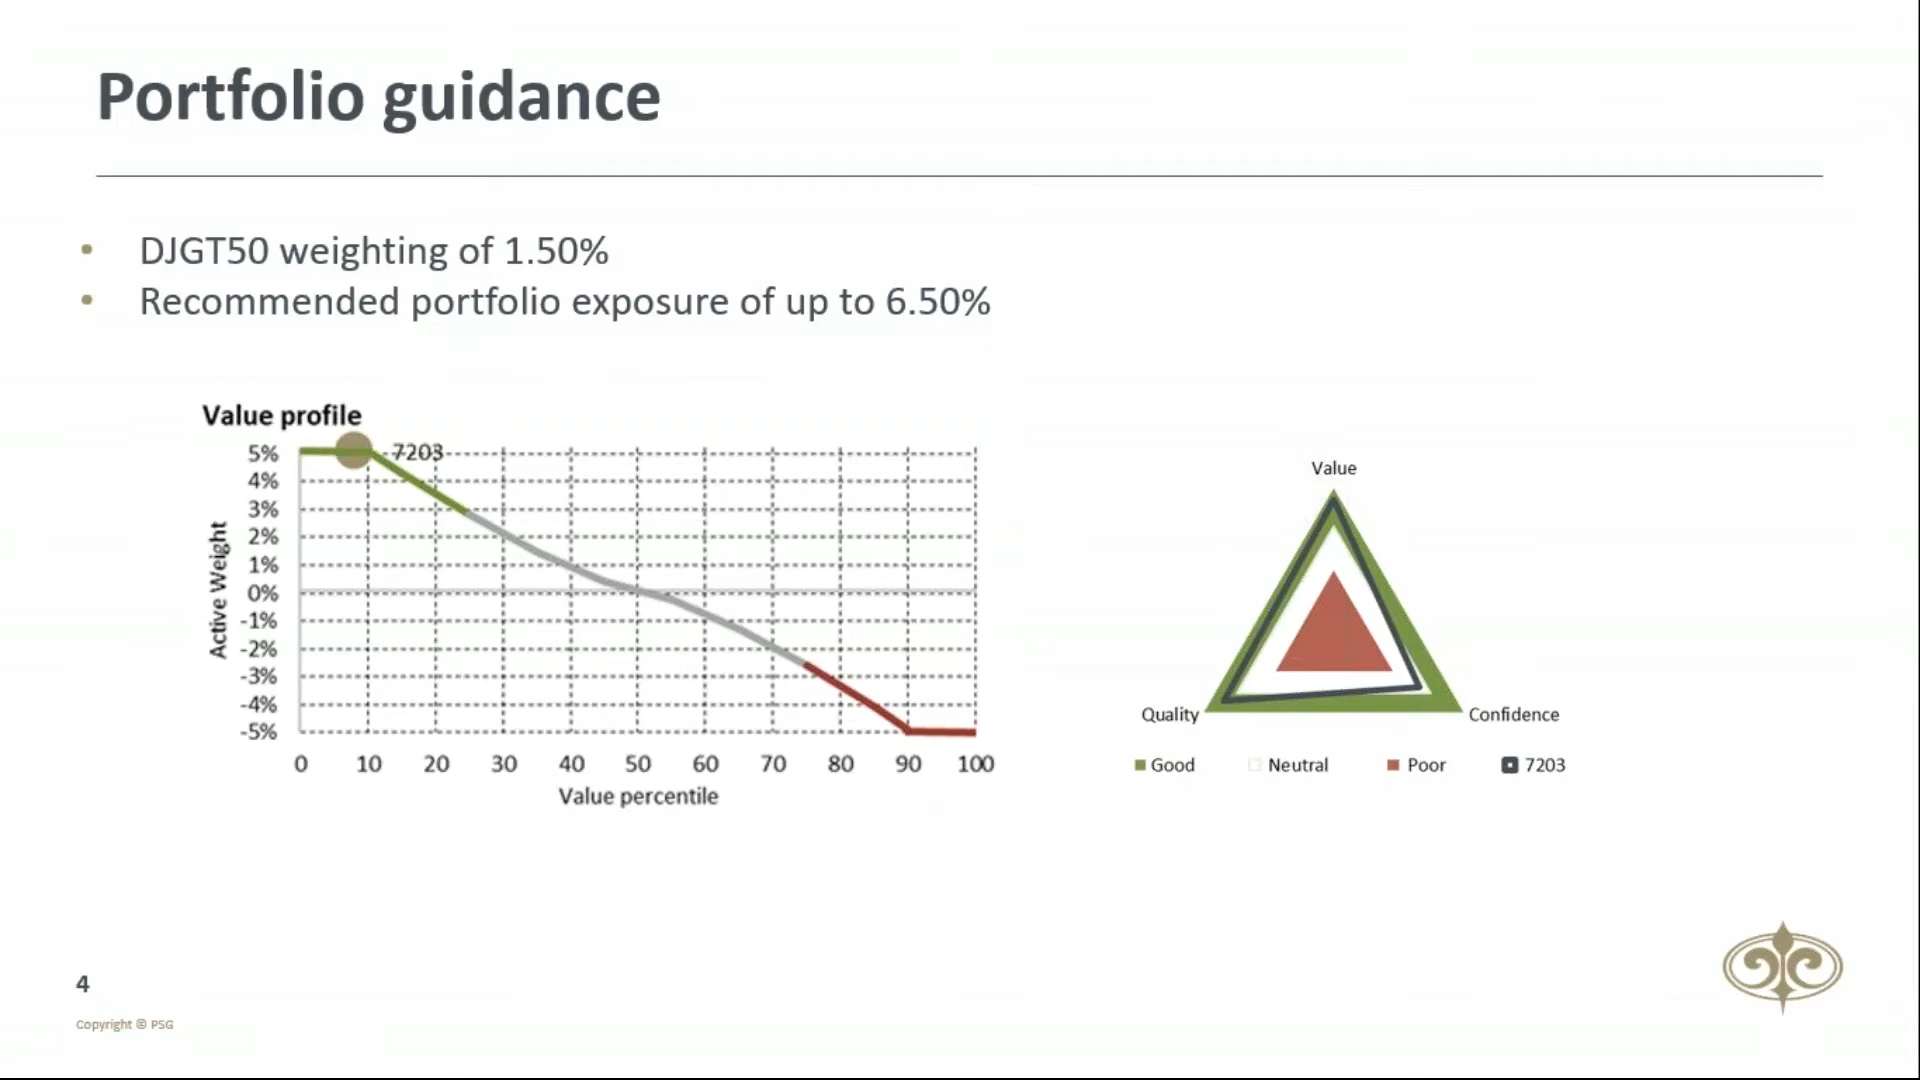 Portfolio guidance
• DJGT50 weighting of 1.50%
• Recommended portfolio exposure of up to 6.50%
Value profile
7203
5%
4%
3%
2%
1%
0%
-1%
-2%
-3%
-4%
-5%
Active Weight
0 10 20 30 40 50 60 70 80 90 100
Value percentile
Value
Quality
Confidence
Good Neutral Poor 7203
4
Copyright © PSG